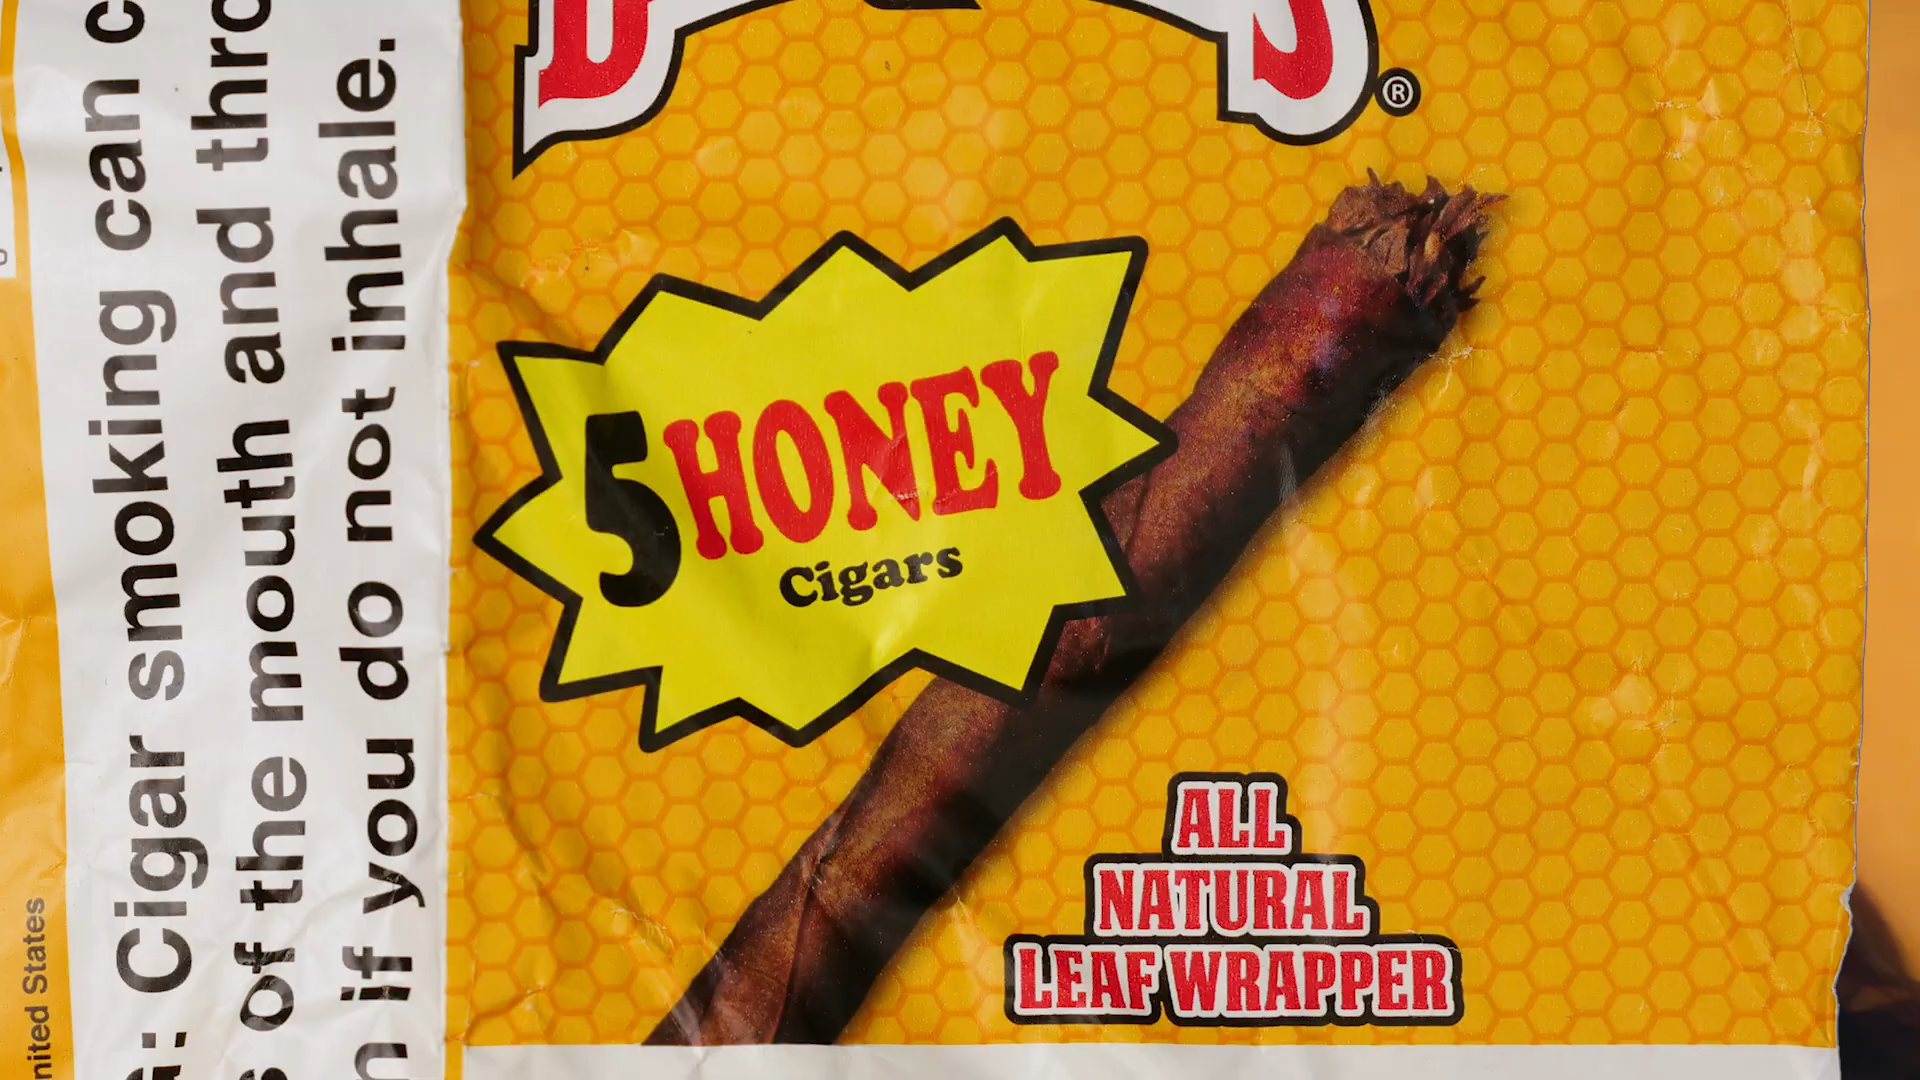 ®
5 HONEY
Cigars
ALL
NATURAL
LEAF WRAPPER
: Cigar smoking can
of the mouth and thro
if you do not inhale.
nited States